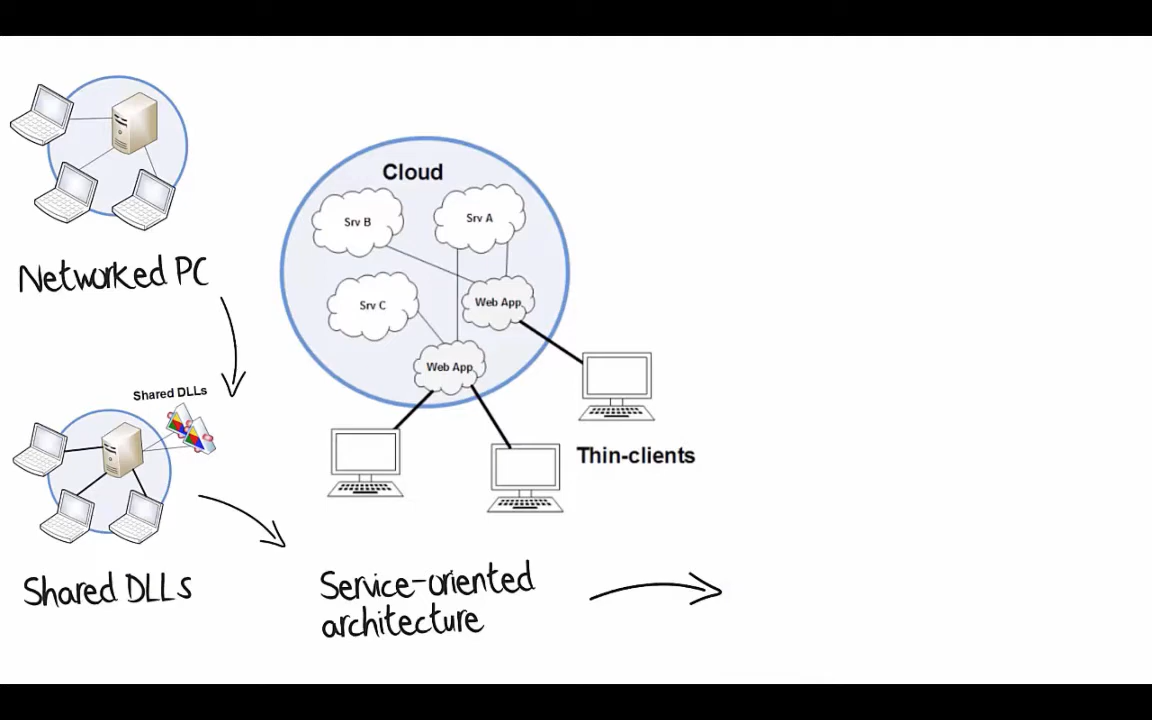 Networked PC
Shared DLLs
Shared DLLs
Cloud
Srv B
Srv A
Srv C
Web App
Web App
Thin-clients
Service-oriented
architecture